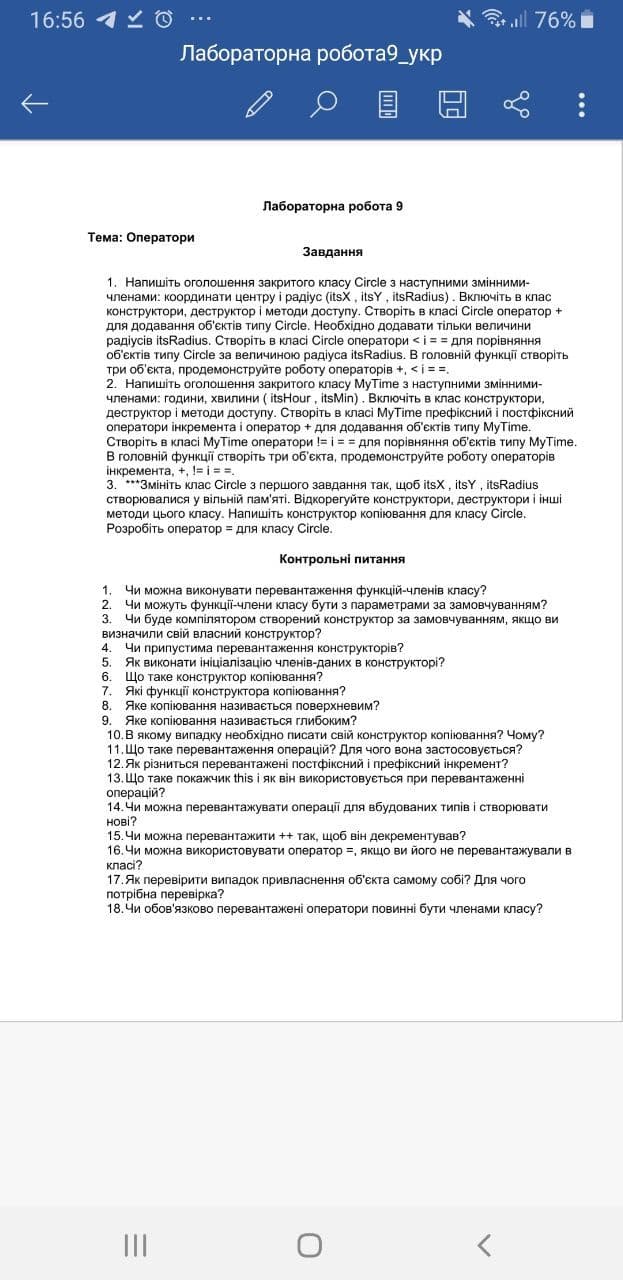 16:56 ... 76%
Лабораторна робота9_укр
Лабораторна робота 9
Тема: Оператори
Завдання
1. Напишіть оголошення закритого класу Circle з наступними змінними-
членами: координати центру і радіус (itsX , itsY , itsRadius) . Включіть в клас
конструктори, деструктор і методи доступу. Створіть в класі Circle оператор +
для додавання об'єктів типу Circle. Необхідно додавати тільки величини
радіусів itsRadius. Створіть в класі Circle оператори < і = = для порівняння
об'єктів типу Circle за величиною радіуса itsRadius. В головній функції створіть
три об'єкта, продемонструйте роботу операторів +, < і = =.
2. Напишіть оголошення закритого класу MyTime з наступними змінними-
членами: години, хвилини ( itsHour , itsMin) . Включіть в клас конструктори,
деструктор і методи доступу. Створіть в класі MyTime префіксний і постфіксний
оператори інкремента і оператор + для додавання об'єктів типу MyTime.
Створіть в класі MyTime оператори != і = = для порівняння об'єктів типу MyTime.
В головній функції створіть три об'єкта, продемонструйте роботу операторів
інкремента, +, != і = =.
3. ***Змініть клас Circle з першого завдання так, щоб itsX , itsY , itsRadius
створювалися у вільній пам'яті. Відкорегуйте конструктори, деструктори і інші
методи цього класу. Напишіть конструктор копіювання для класу Circle.
Розробіть оператор = для класу Circle.
Контрольні питання
1. Чи можна виконувати перевантаження функцій-членів класу?
2. Чи можуть функції-члени класу бути з параметрами за замовчуванням?
3. Чи буде компілятором створений конструктор за замовчуванням, якщо ви
визначили свій власний конструктор?
4. Чи припустима перевантаження конструкторів?
5. Як виконати ініціалізацію членів-даних в конструкторі?
6. Що таке конструктор копіювання?
7. Які функції конструктора копіювання?
8. Яке копіювання називається поверхневим?
9. Яке копіювання називається глибоким?
10.В якому випадку необхідно писати свій конструктор копіювання? Чому?
11.Що таке перевантаження операцій? Для чого вона застосовується?
12.Як різниться перевантажені постфіксний і префіксний інкремент?
13.Що таке покажчик this і як він використовується при перевантаженні
операцій?
14.Чи можна перевантажувати операції для вбудованих типів і створювати
нові?
15.Чи можна перевантажити ++ так, щоб він декрементував?
16.Чи можна використовувати оператор =, якщо ви його не перевантажували в
класі?
17.Як перевірити випадок привласнення об'єкта самому собі? Для чого
потрібна перевірка?
18.Чи обов'язково перевантажені оператори повинні бути членами класу?